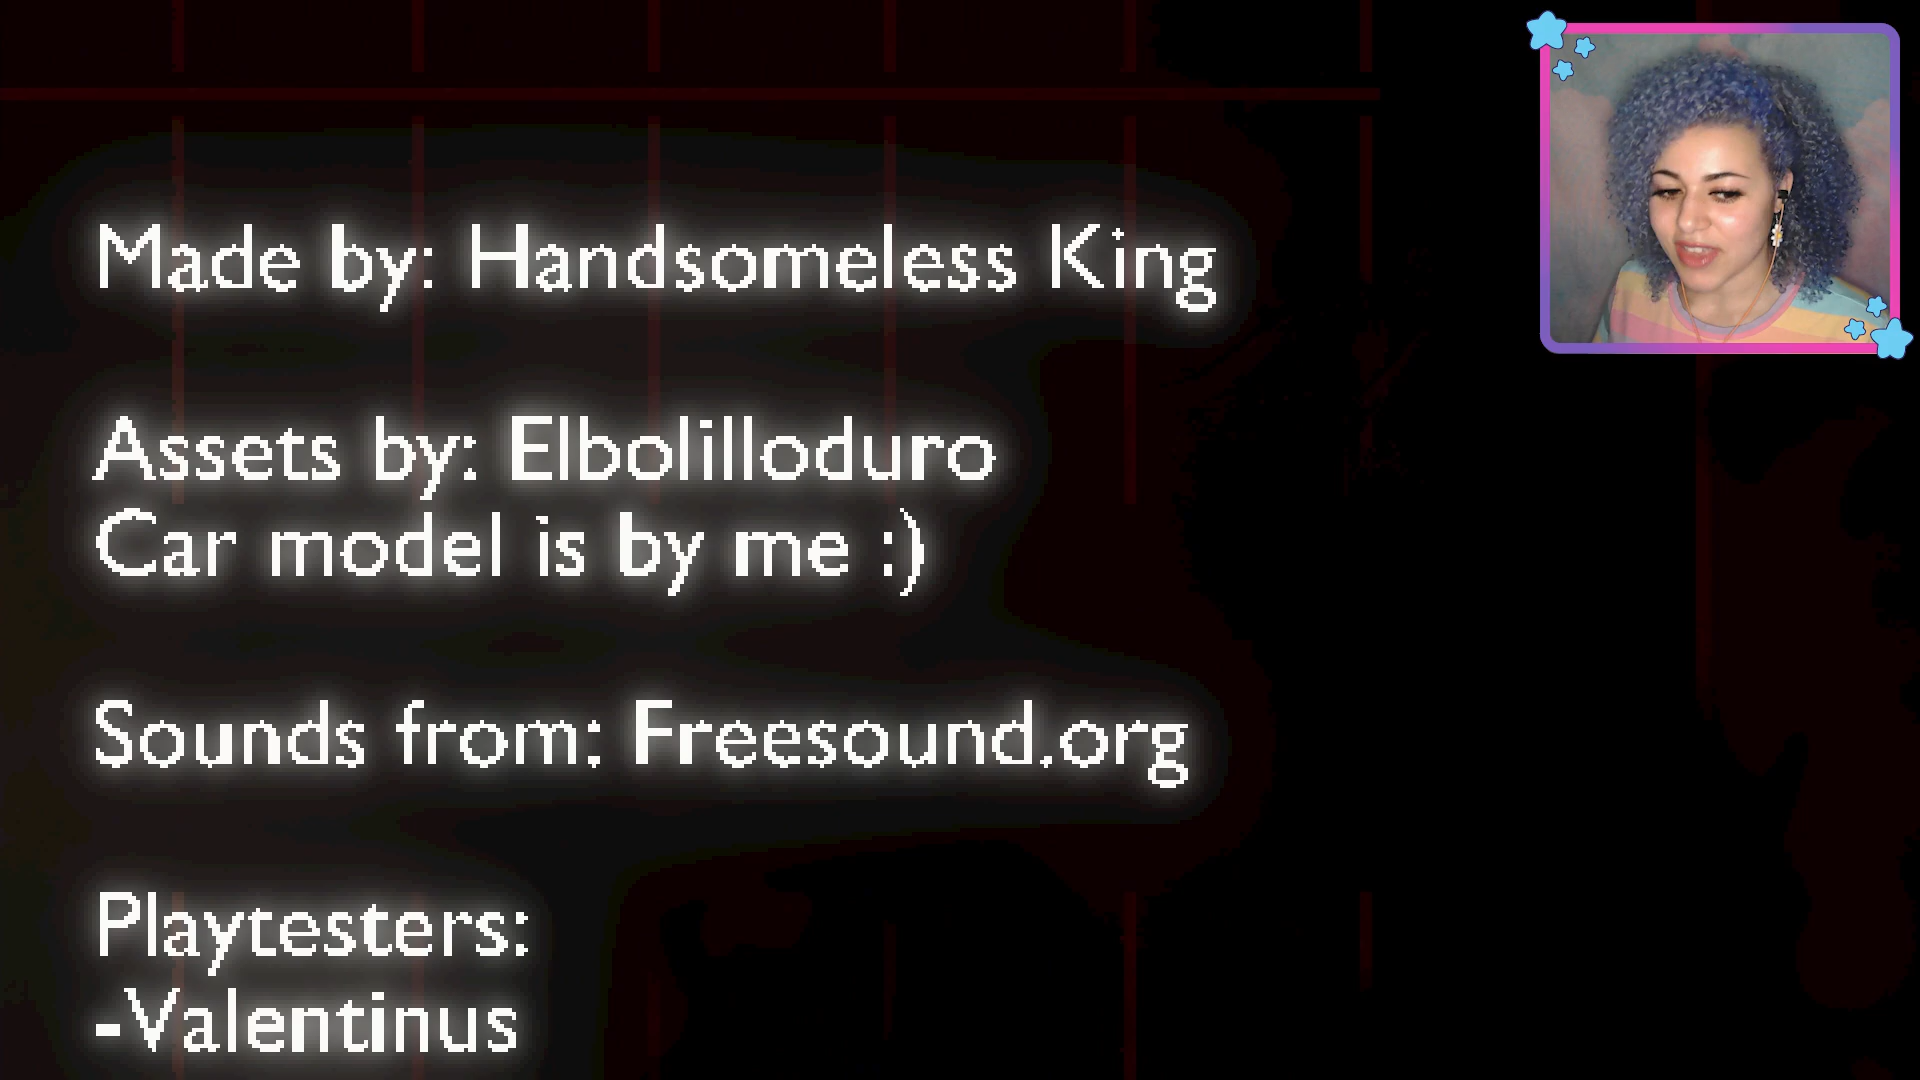 Made by: Handsomeless King
Assets by: Elbolilloduro
Car model is by me :)
Sounds from: Freesound.org
Playtesters:
-Valentinus